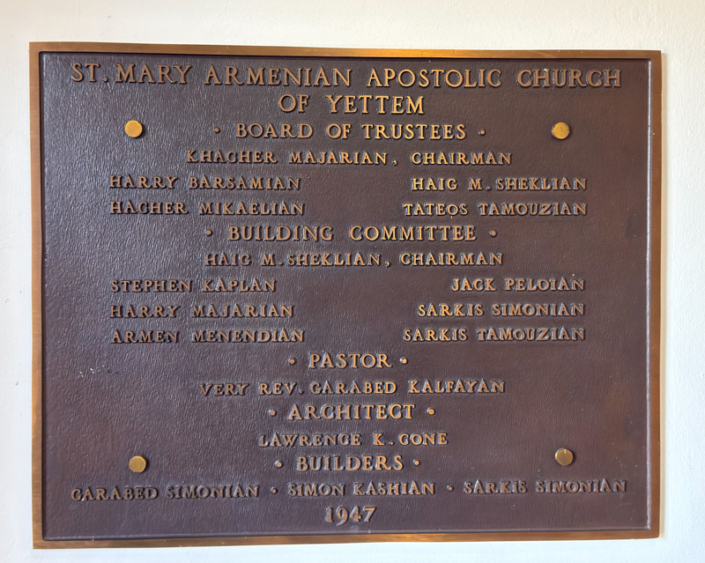 ST. MARY ARMENIAN APOSTOLIC CHURCH
OF YETTEM
· BOARD OF TRUSTEES ·
KHACHER MAJARIAN, CHAIRMAN
HARRY BARSAMIAN HAIG M. SHEKLIAN
HACHER MIKAELIAN TATEOS TAMOUZIAN
· BUILDING COMMITTEE ·
HAIG M. SHEKLIAN, CHAIRMAN
STEPHEN KAPLAN JACK PELOIAN
HARRY MAJARIAN SARKIS SIMONIAN
ARMEN MENENDIAN SARKIS TAMOUZIAN
· PASTOR ·
VERY REV. GARABED KALFAYAN
· ARCHITECT ·
LAWRENCE K. CONE
· BUILDERS ·
GARABED SIMONIAN · SIMON KASHIAN · SARKIS SIMONIAN
1947